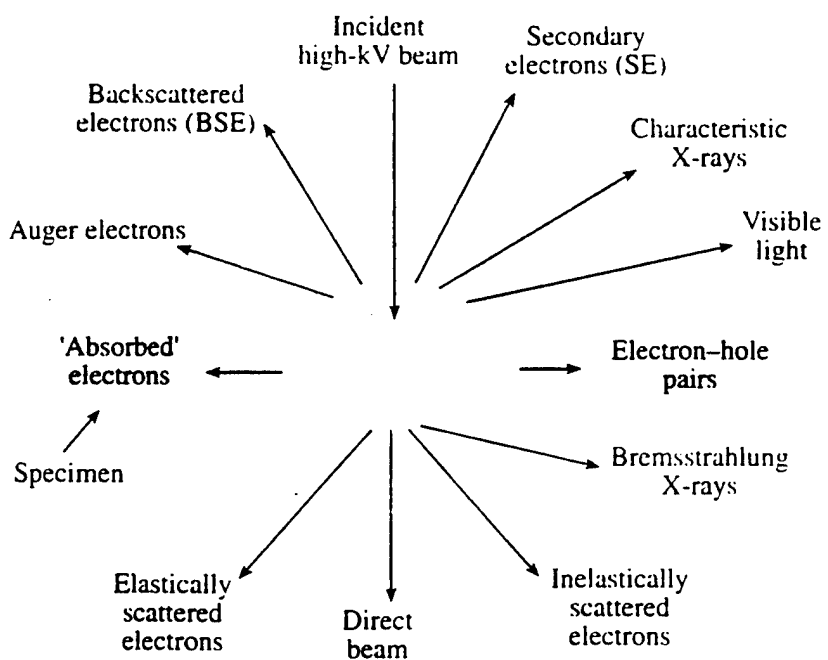 Incident
high-kV beam
Secondary
electrons (SE)
Backscattered
electrons (BSE)
Characteristic
X-rays
Auger electrons
Visible
light
'Absorbed'
electrons
Electron–hole
pairs
Specimen
Bremsstrahlung
X-rays
Elastically
scattered
electrons
Direct
beam
Inelastically
scattered
electrons